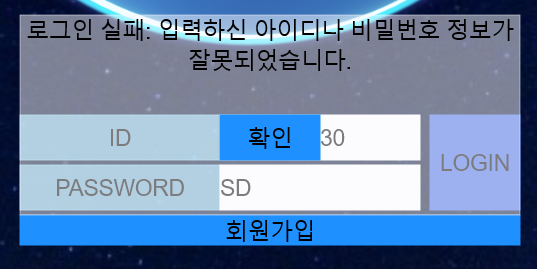 로그인 실패: 입력하신 아이디나 비밀번호 정보가
잘못되었습니다.
ID 확인 30
LOGIN
PASSWORD SD
회원가입